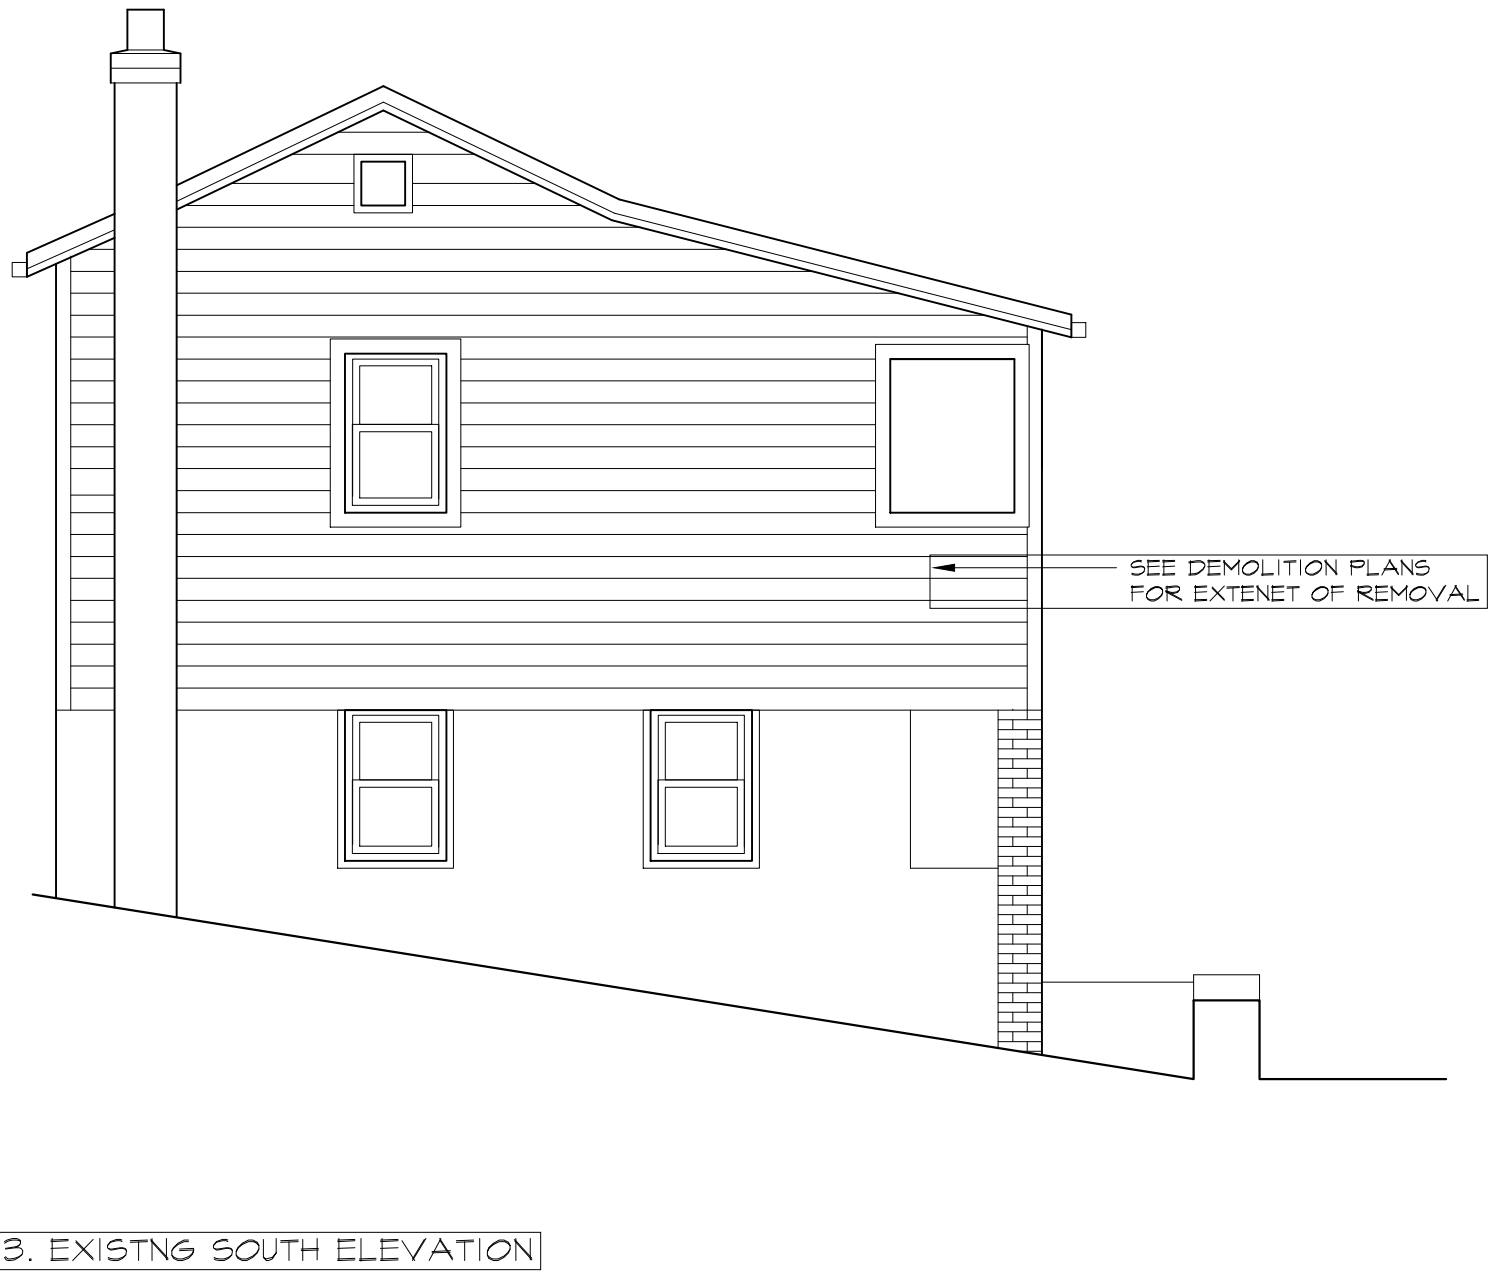 SEE DEMOLITION PLANS
FOR EXTENET OF REMOVAL
3. EXISTNG SOUTH ELEVATION